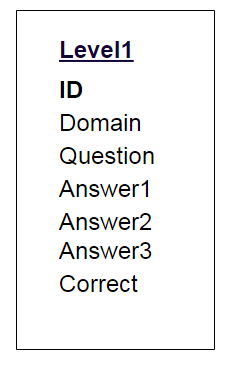 Level1
ID
Domain
Question
Answer1
Answer2
Answer3
Correct